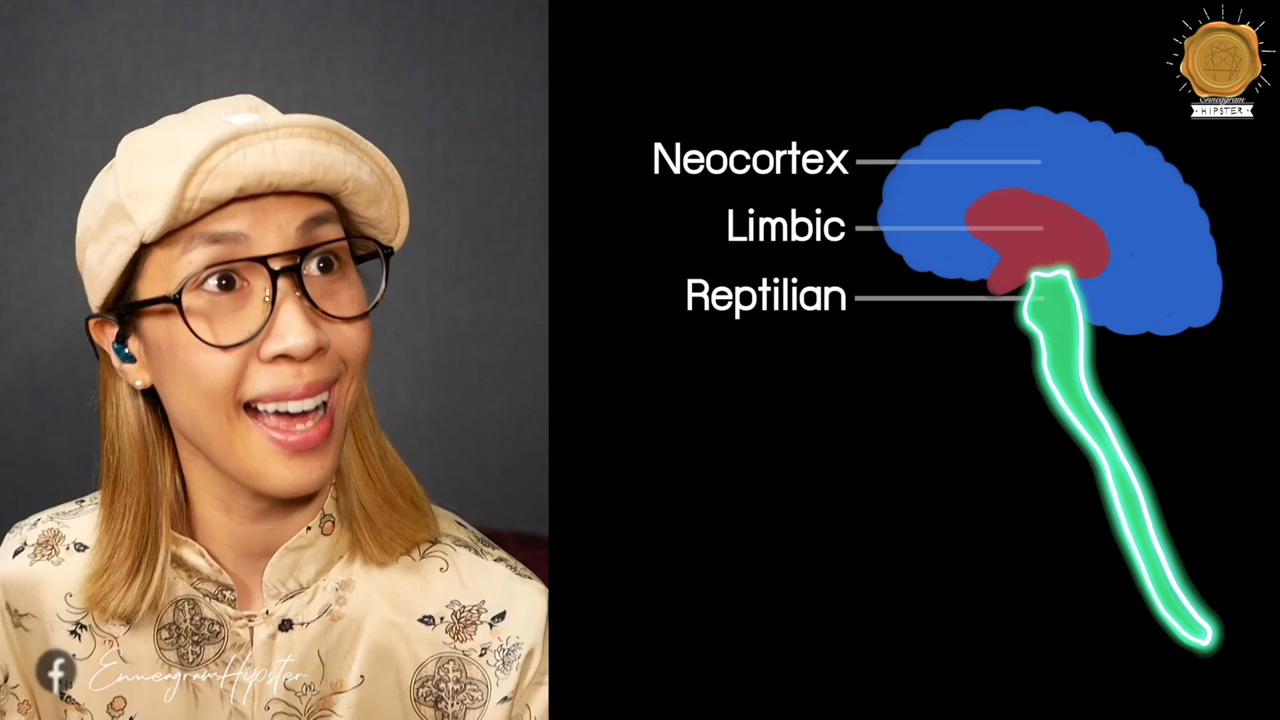 Enneagram
HIPSTER
Neocortex
Limbic
Reptilian
f
EnneagramHipster